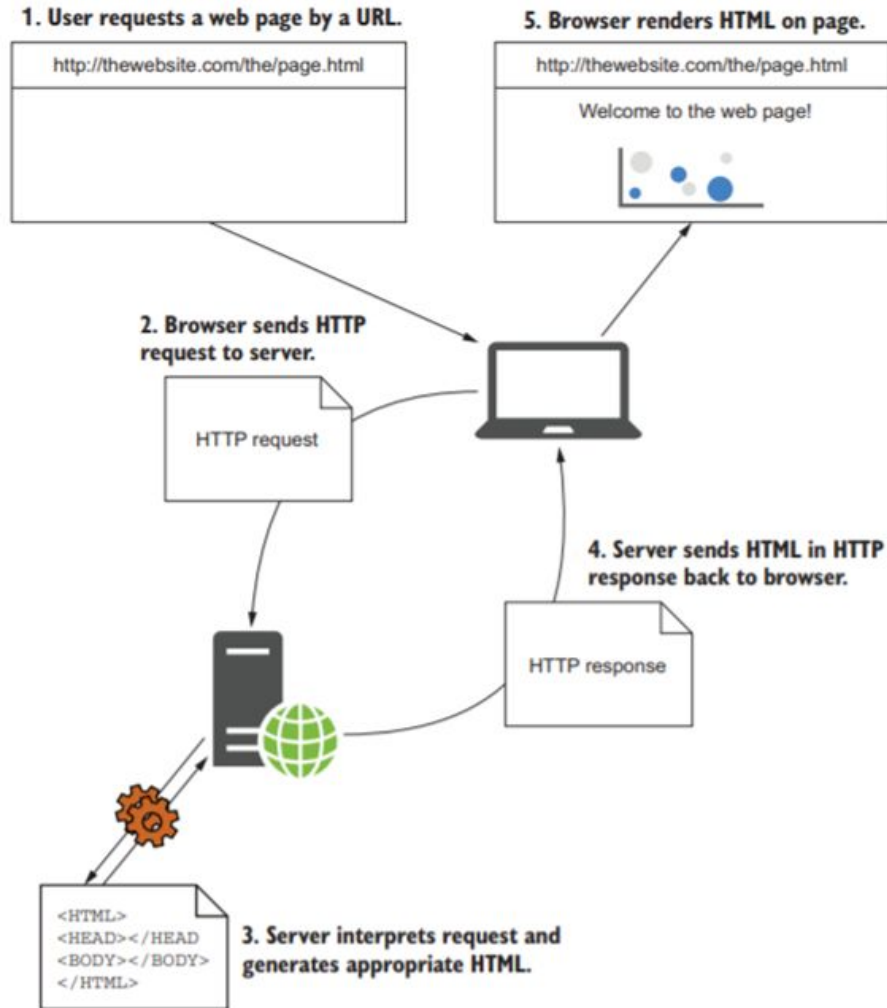 1. User requests a web page by a URL.
http://thewebsite.com/the/page.html
5. Browser renders HTML on page.
http://thewebsite.com/the/page.html
Welcome to the web page!
2. Browser sends HTTP
request to server.
HTTP request
4. Server sends HTML in HTTP
response back to browser.
HTTP response
<HTML>
<HEAD></HEAD
<BODY></BODY>
</HTML>
3. Server interprets request and
generates appropriate HTML.